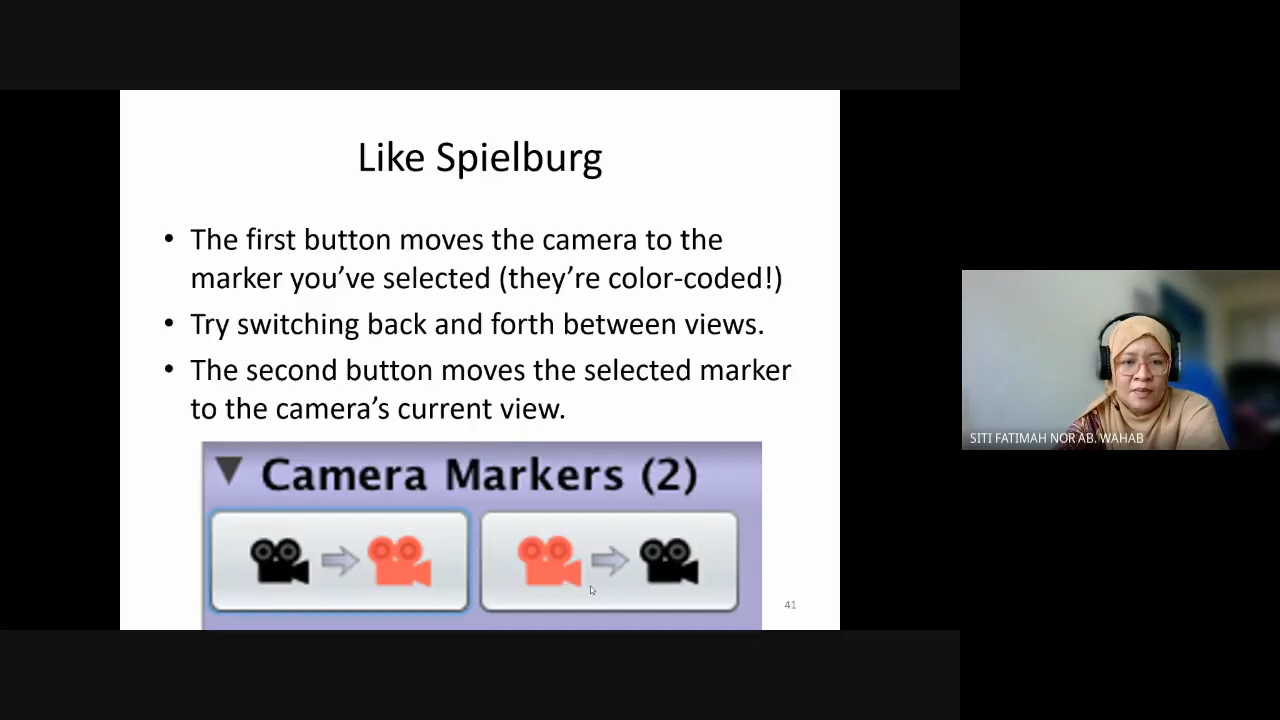 Like Spielburg
• The first button moves the camera to the
marker you’ve selected (they’re color-coded!)
• Try switching back and forth between views.
• The second button moves the selected marker
to the camera’s current view.
Camera Markers (2)
41
SITI FATIMAH NOR AB. WAHAB